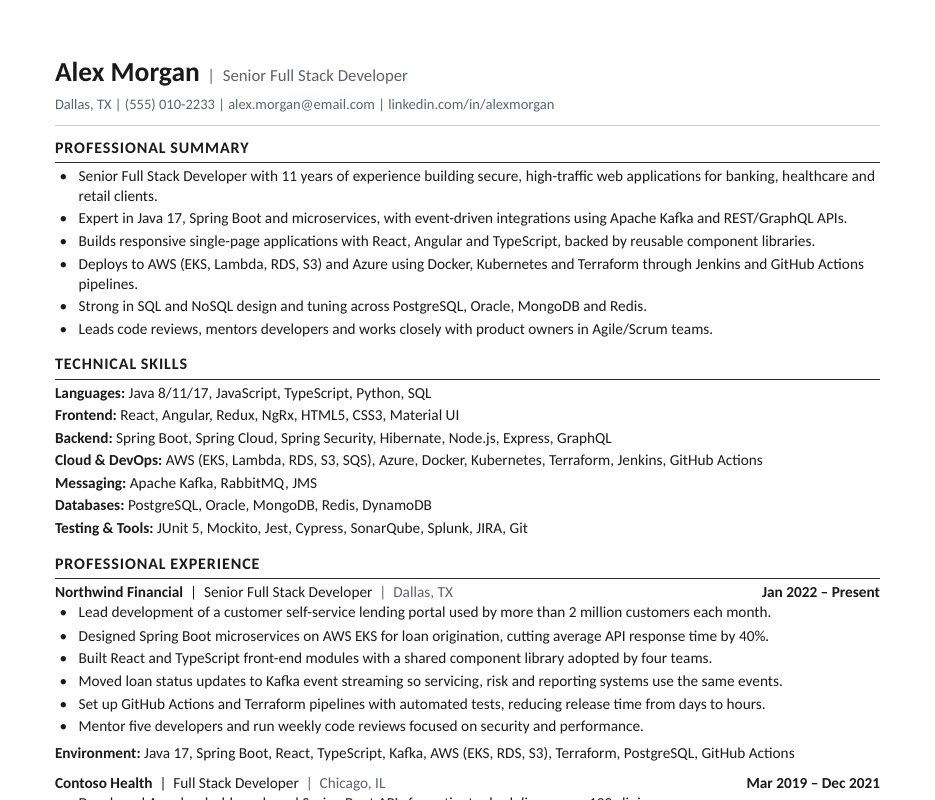 Alex Morgan | Senior Full Stack Developer
Dallas, TX | (555) 010-2233 | alex.morgan@email.com | linkedin.com/in/alexmorgan
PROFESSIONAL SUMMARY
• Senior Full Stack Developer with 11 years of experience building secure, high-traffic web applications for banking, healthcare and
retail clients.
• Expert in Java 17, Spring Boot and microservices, with event-driven integrations using Apache Kafka and REST/GraphQL APIs.
• Builds responsive single-page applications with React, Angular and TypeScript, backed by reusable component libraries.
• Deploys to AWS (EKS, Lambda, RDS, S3) and Azure using Docker, Kubernetes and Terraform through Jenkins and GitHub Actions
pipelines.
• Strong in SQL and NoSQL design and tuning across PostgreSQL, Oracle, MongoDB and Redis.
• Leads code reviews, mentors developers and works closely with product owners in Agile/Scrum teams.
TECHNICAL SKILLS
Languages: Java 8/11/17, JavaScript, TypeScript, Python, SQL
Frontend: React, Angular, Redux, NgRx, HTML5, CSS3, Material UI
Backend: Spring Boot, Spring Cloud, Spring Security, Hibernate, Node.js, Express, GraphQL
Cloud & DevOps: AWS (EKS, Lambda, RDS, S3, SQS), Azure, Docker, Kubernetes, Terraform, Jenkins, GitHub Actions
Messaging: Apache Kafka, RabbitMQ, JMS
Databases: PostgreSQL, Oracle, MongoDB, Redis, DynamoDB
Testing & Tools: JUnit 5, Mockito, Jest, Cypress, SonarQube, Splunk, JIRA, Git
PROFESSIONAL EXPERIENCE
Northwind Financial | Senior Full Stack Developer | Dallas, TX Jan 2022 – Present
• Lead development of a customer self-service lending portal used by more than 2 million customers each month.
• Designed Spring Boot microservices on AWS EKS for loan origination, cutting average API response time by 40%.
• Built React and TypeScript front-end modules with a shared component library adopted by four teams.
• Moved loan status updates to Kafka event streaming so servicing, risk and reporting systems use the same events.
• Set up GitHub Actions and Terraform pipelines with automated tests, reducing release time from days to hours.
• Mentor five developers and run weekly code reviews focused on security and performance.
Environment: Java 17, Spring Boot, React, TypeScript, Kafka, AWS (EKS, RDS, S3), Terraform, PostgreSQL, GitHub Actions
Contoso Health | Full Stack Developer | Chicago, IL Mar 2019 – Dec 2021